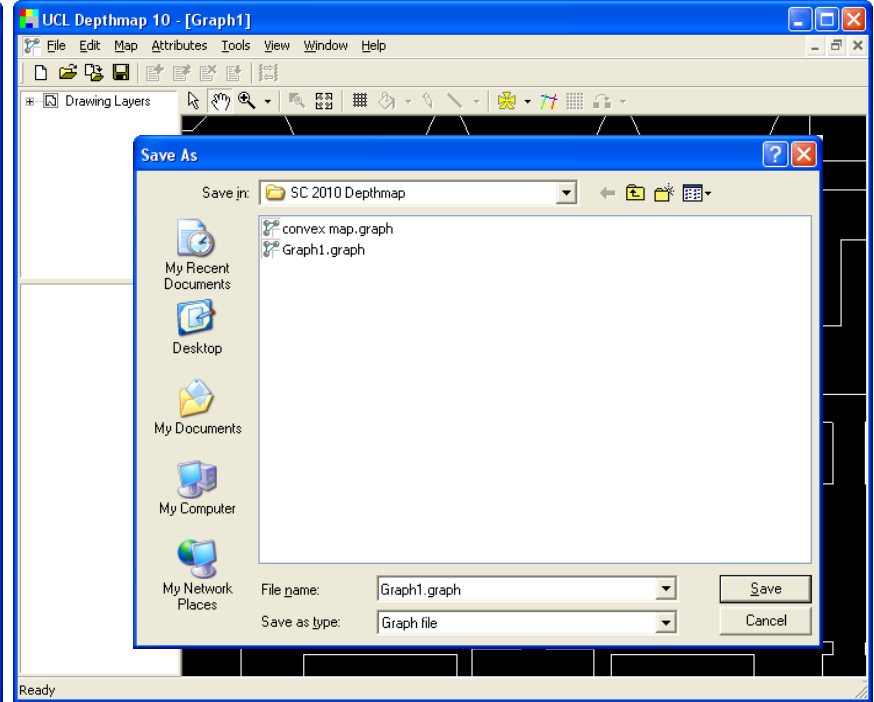 UCL Depthmap 10 - [Graph1]
File Edit Map Attributes Tools View Window Help
Drawing Layers
Save As
Save in: SC 2010 Depthmap
convex map.graph
Graph1.graph
My Recent
Documents
Desktop
My Documents
My Computer
My Network
Places
File name: Graph1.graph Save
Save as type: Graph file Cancel
Ready